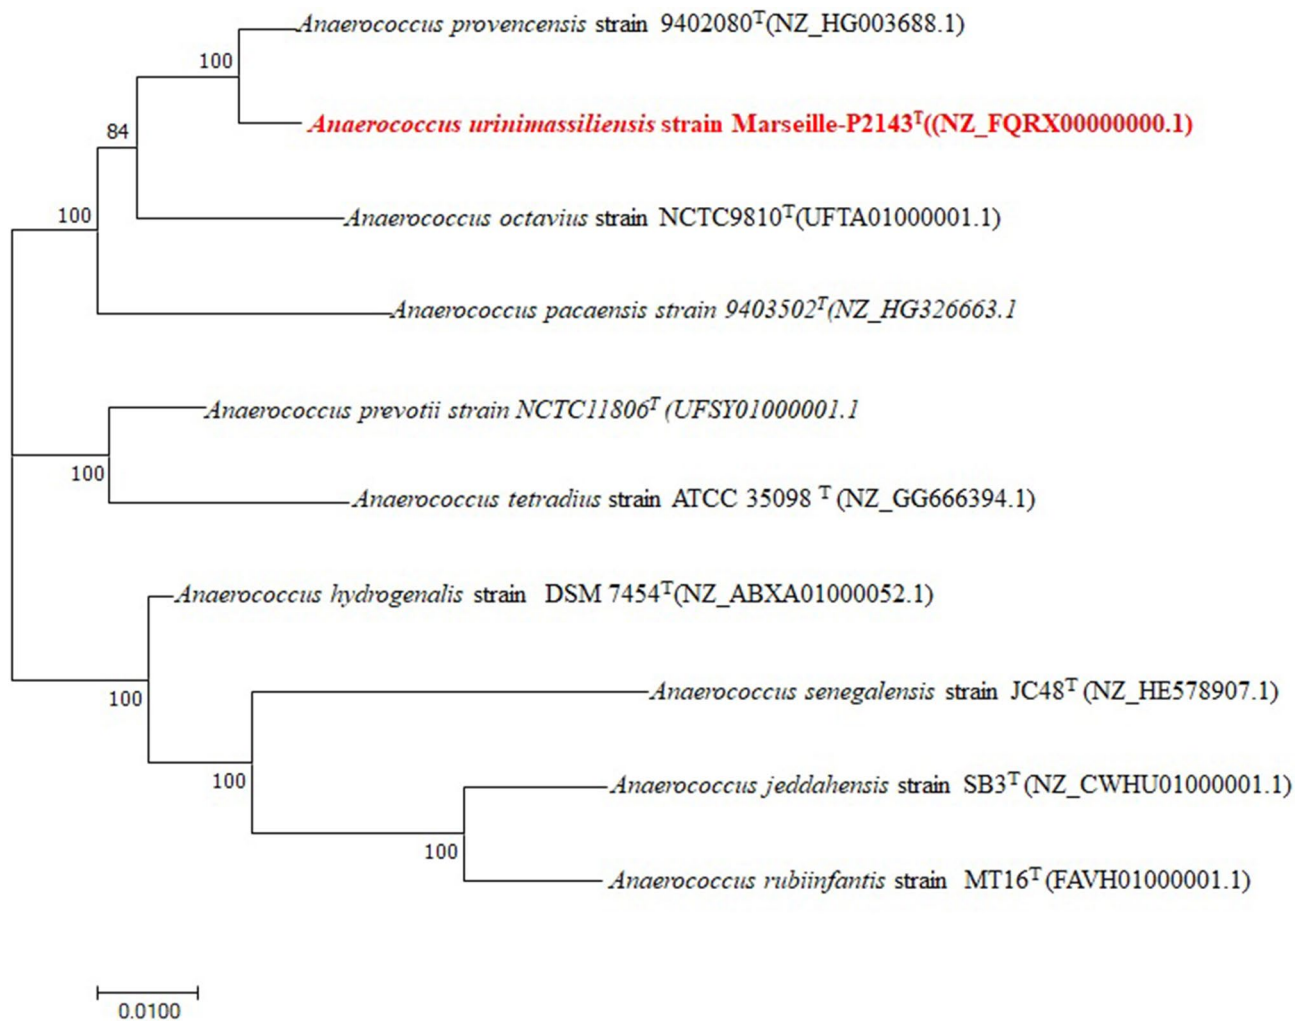 Anaerococcus provencensis strain 9402080T(NZ_HG003688.1)
100
Anaerococcus urinimassiliensis strain Marseille-P2143T((NZ_FQRX00000000.1)
84
100
Anaerococcus octavius strain NCTC9810T(UFTA01000001.1)
Anaerococcus pacaensis strain 9403502T(NZ_HG326663.1
Anaerococcus prevotii strain NCTC11806T (UFSY01000001.1
100
Anaerococcus tetradius strain ATCC 35098 T (NZ_GG666394.1)
Anaerococcus hydrogenalis strain DSM 7454T(NZ_ABXA01000052.1)
100
Anaerococcus senegalensis strain JC48T (NZ_HE578907.1)
100
Anaerococcus jeddahensis strain SB3T (NZ_CWHU01000001.1)
100
Anaerococcus rubiinfantis strain MT16T (FAVH01000001.1)
0.0100